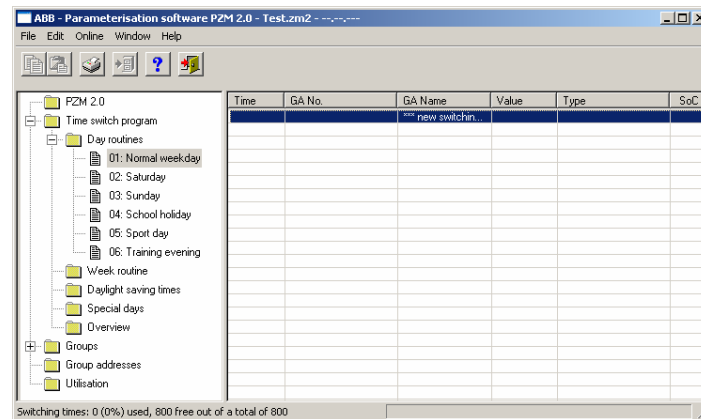 ABB - Parameterisation software PZM 2.0 - Test.zm2 - --.--.---
File Edit Online Window Help
PZM 2.0
Time switch program
Day routines
01: Normal weekday
02: Saturday
03: Sunday
04: School holiday
05: Sport day
06: Training evening
Week routine
Daylight saving times
Special days
Overview
Groups
Group addresses
Utilisation
Time GA No. GA Name Value Type SoC
*** new switchin...
Switching times: 0 (0%) used, 800 free out of a total of 800